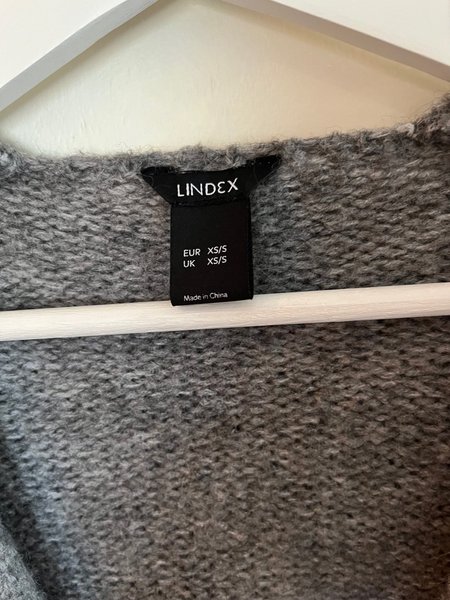 LINDEX
EUR XS/S
UK XS/S
Made in China